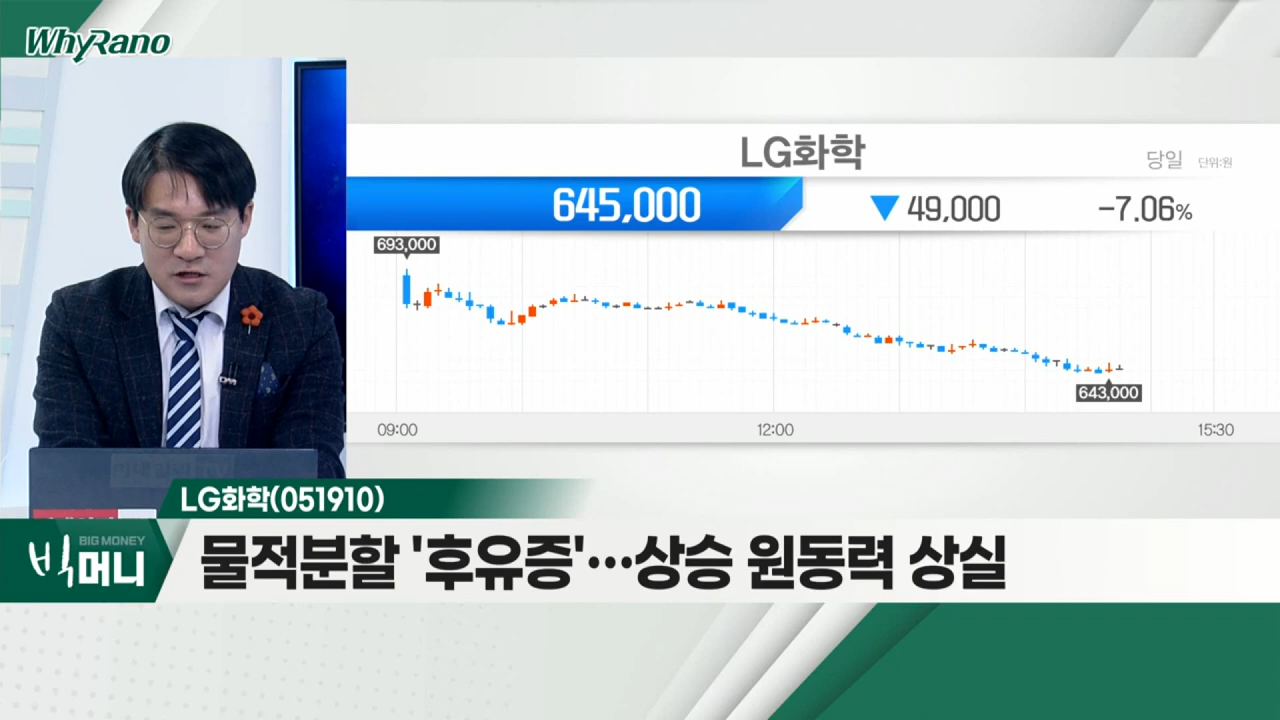 WhyRano
LG화학
당일 단위:원
645,000 ▼ 49,000 -7.06%
693,000
643,000
09:00 12:00 15:30
LG화학(051910)
BIG MONEY
빅머니
물적분할 '후유증'…상승 원동력 상실